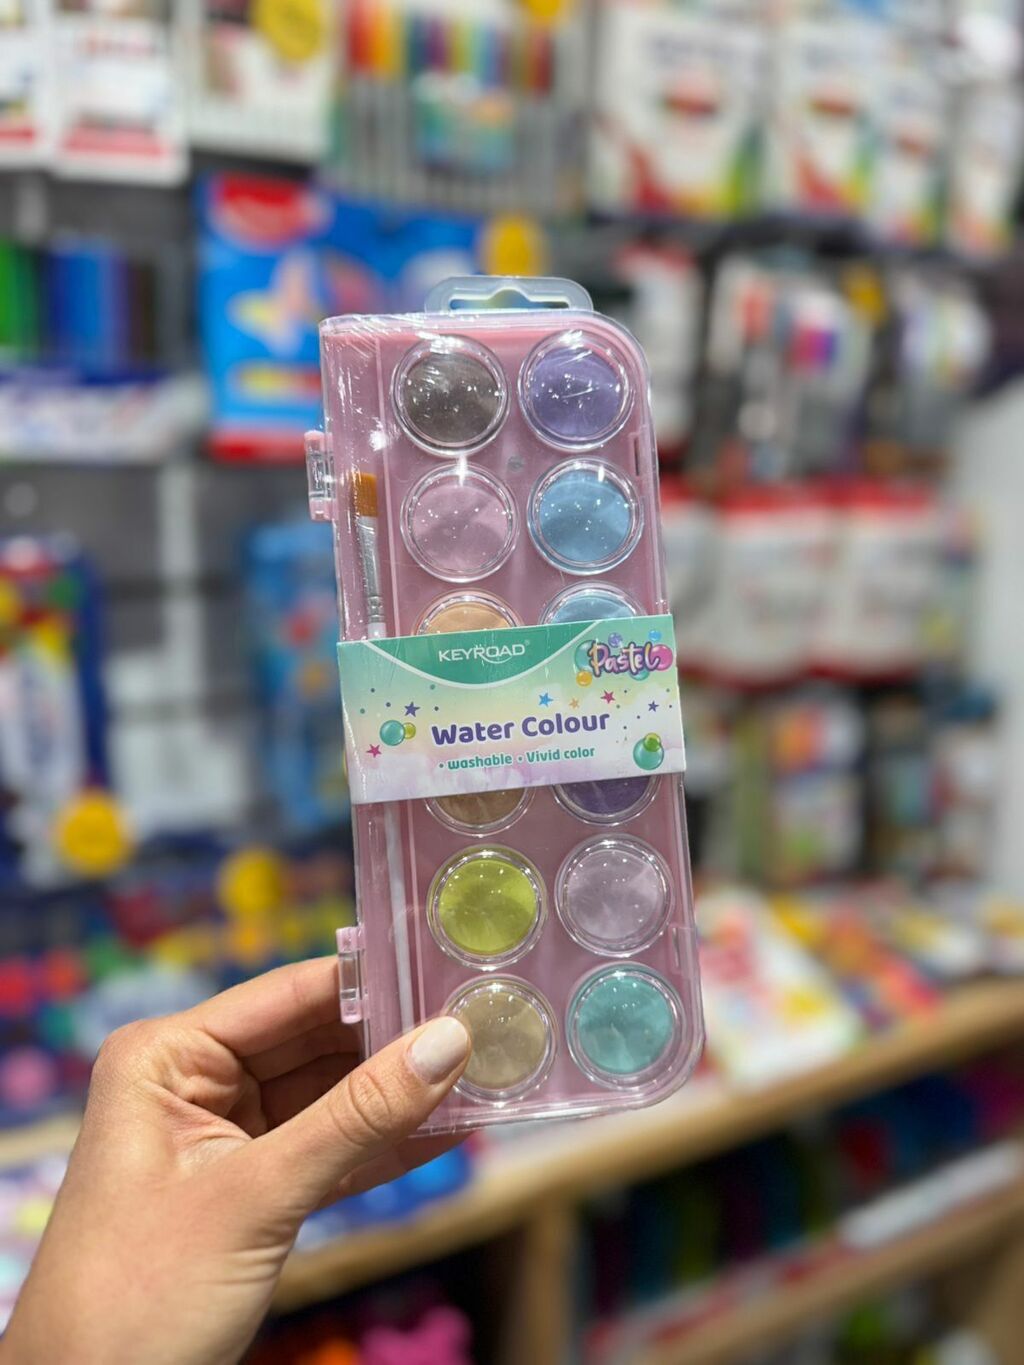 KEYROAD®
Pastel
Water Colour
• washable • Vivid color